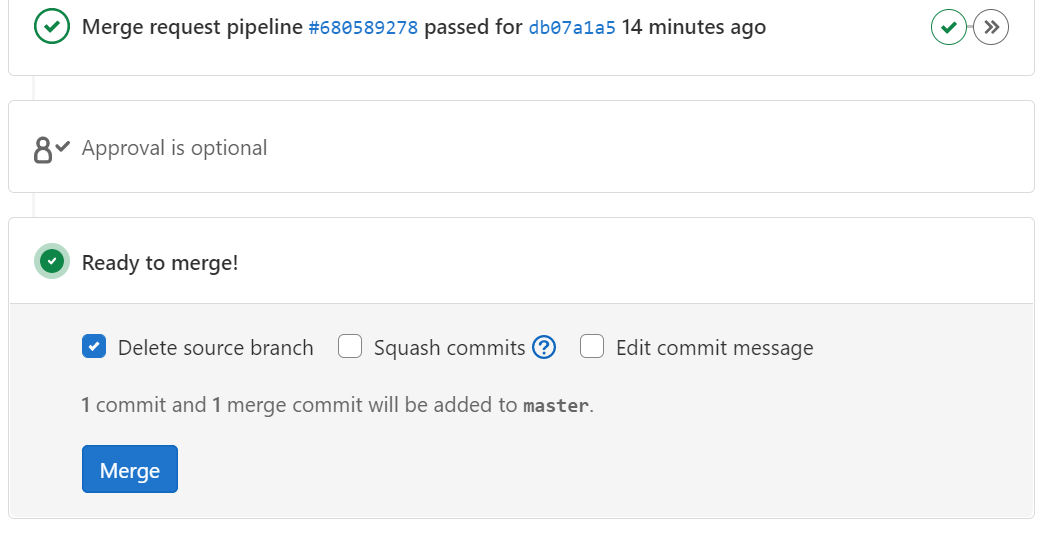 Merge request pipeline #680589278 passed for db07a1a5 14 minutes ago
Approval is optional
Ready to merge!
Delete source branch Squash commits ? Edit commit message
1 commit and 1 merge commit will be added to master.
Merge